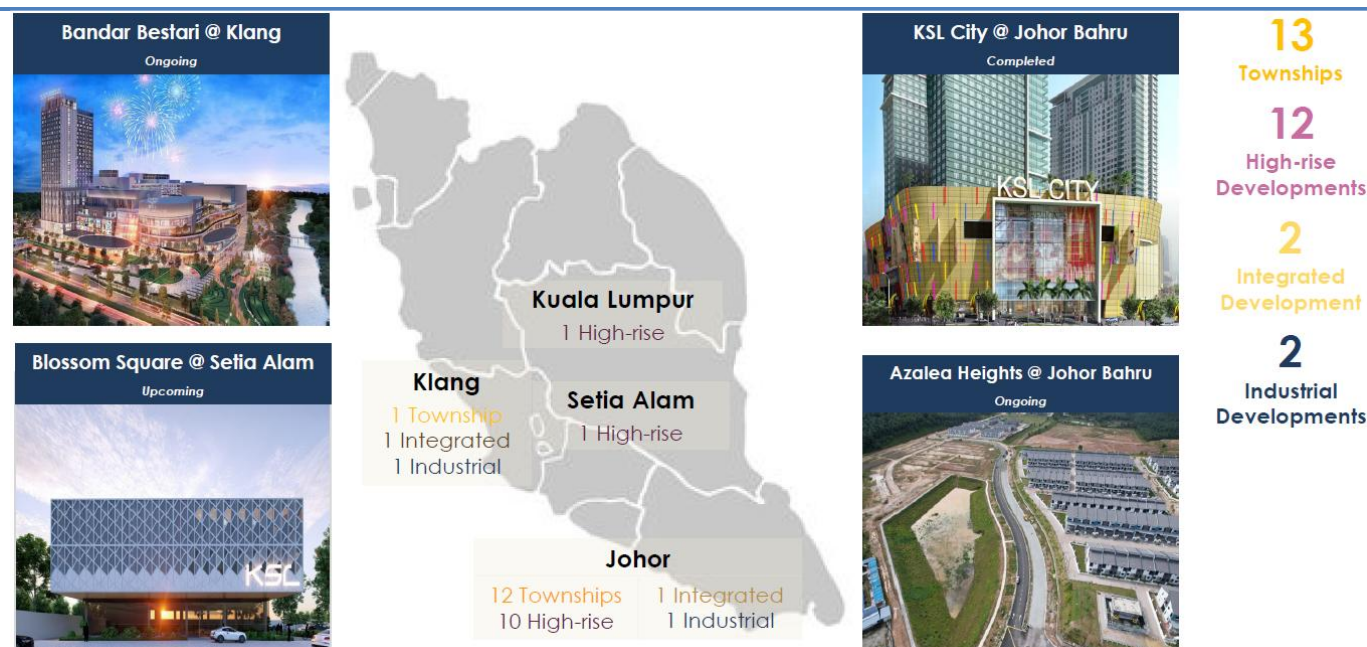 Bandar Bestari @ Klang
Ongoing
Blossom Square @ Setia Alam
Upcoming
KSL
Kuala Lumpur
1 High-rise
Klang
1 Township
1 Integrated
1 Industrial
Setia Alam
1 High-rise
Johor
12 Townships
10 High-rise
1 Integrated
1 Industrial
KSL City @ Johor Bahru
Completed
KSL CITY
Azalea Heights @ Johor Bahru
Ongoing
13
Townships
12
High-rise
Developments
2
Integrated
Development
2
Industrial
Developments